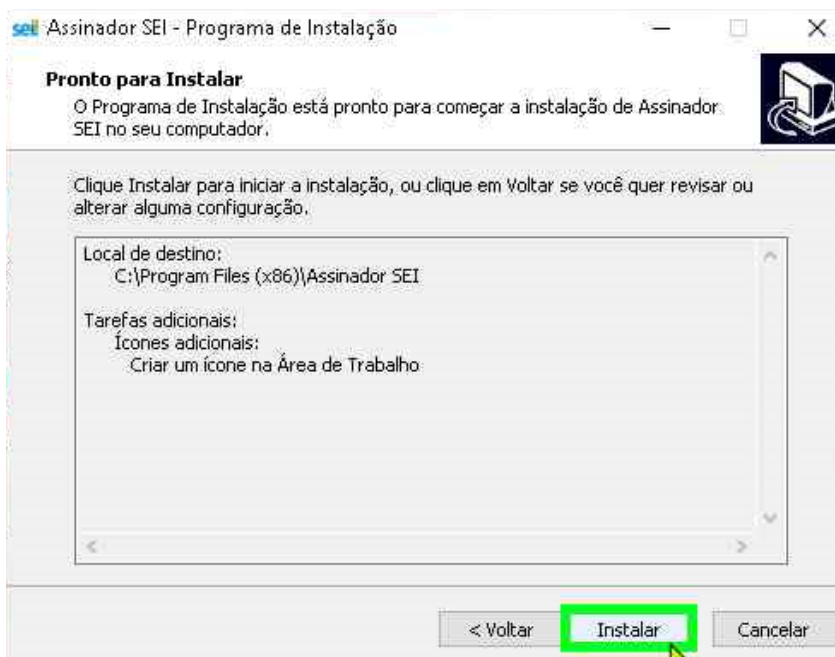 sei! Assinador SEI - Programa de Instalação
Pronto para Instalar
O Programa de Instalação está pronto para começar a instalação de Assinador
SEI no seu computador.
Clique Instalar para iniciar a instalação, ou clique em Voltar se você quer revisar ou
alterar alguma configuração.
Local de destino:
C:\Program Files (x86)\Assinador SEI
Tarefas adicionais:
Ícones adicionais:
Criar um ícone na Área de Trabalho
< Voltar
Instalar
Cancelar